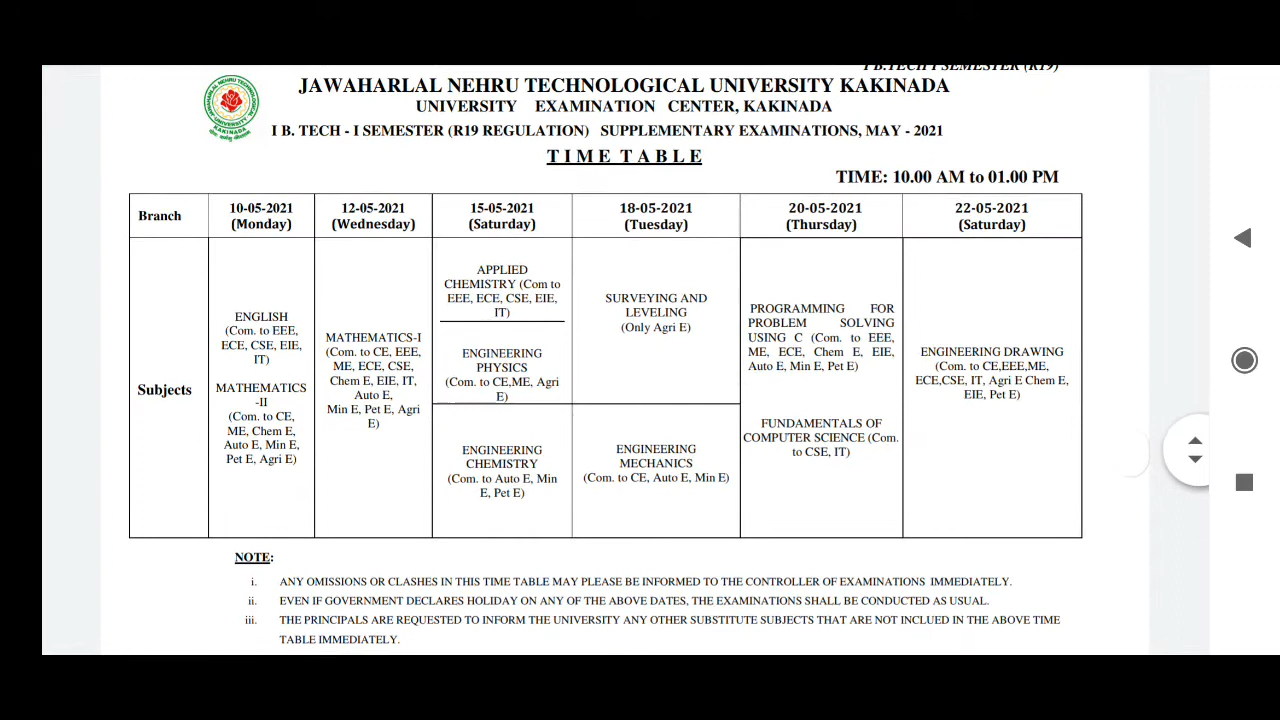 I B.TECH I SEMESTER (R19)
JAWAHARLAL NEHRU TECHNOLOGICAL UNIVERSITY KAKINADA
UNIVERSITY EXAMINATION CENTER, KAKINADA
I B. TECH - I SEMESTER (R19 REGULATION) SUPPLEMENTARY EXAMINATIONS, MAY - 2021
T I M E T A B L E
TIME: 10.00 AM to 01.00 PM
Branch
10-05-2021
(Monday)
12-05-2021
(Wednesday)
15-05-2021
(Saturday)
18-05-2021
(Tuesday)
20-05-2021
(Thursday)
22-05-2021
(Saturday)
Subjects
ENGLISH
(Com. to EEE,
ECE, CSE, EIE,
IT)
MATHEMATICS
-II
(Com. to CE,
ME, Chem E,
Auto E, Min E,
Pet E, Agri E)
MATHEMATICS-I
(Com. to CE, EEE,
ME, ECE, CSE,
Chem E, EIE, IT,
Auto E,
Min E, Pet E, Agri
E)
APPLIED
CHEMISTRY (Com to
EEE, ECE, CSE, EIE,
IT)
ENGINEERING
PHYSICS
(Com. to CE,ME, Agri
E)
ENGINEERING
CHEMISTRY
(Com. to Auto E, Min
E, Pet E)
SURVEYING AND
LEVELING
(Only Agri E)
ENGINEERING
MECHANICS
(Com. to CE, Auto E, Min E)
PROGRAMMING FOR
PROBLEM SOLVING
USING C (Com. to EEE,
ME, ECE, Chem E, EIE,
Auto E, Min E, Pet E)
FUNDAMENTALS OF
COMPUTER SCIENCE (Com.
to CSE, IT)
ENGINEERING DRAWING
(Com. to CE,EEE,ME,
ECE,CSE, IT, Agri E Chem E,
EIE, Pet E)
NOTE:
i. ANY OMISSIONS OR CLASHES IN THIS TIME TABLE MAY PLEASE BE INFORMED TO THE CONTROLLER OF EXAMINATIONS IMMEDIATELY.
ii. EVEN IF GOVERNMENT DECLARES HOLIDAY ON ANY OF THE ABOVE DATES, THE EXAMINATIONS SHALL BE CONDUCTED AS USUAL.
iii. THE PRINCIPALS ARE REQUESTED TO INFORM THE UNIVERSITY ANY OTHER SUBSTITUTE SUBJECTS THAT ARE NOT INCLUED IN THE ABOVE TIME
TABLE IMMEDIATELY.